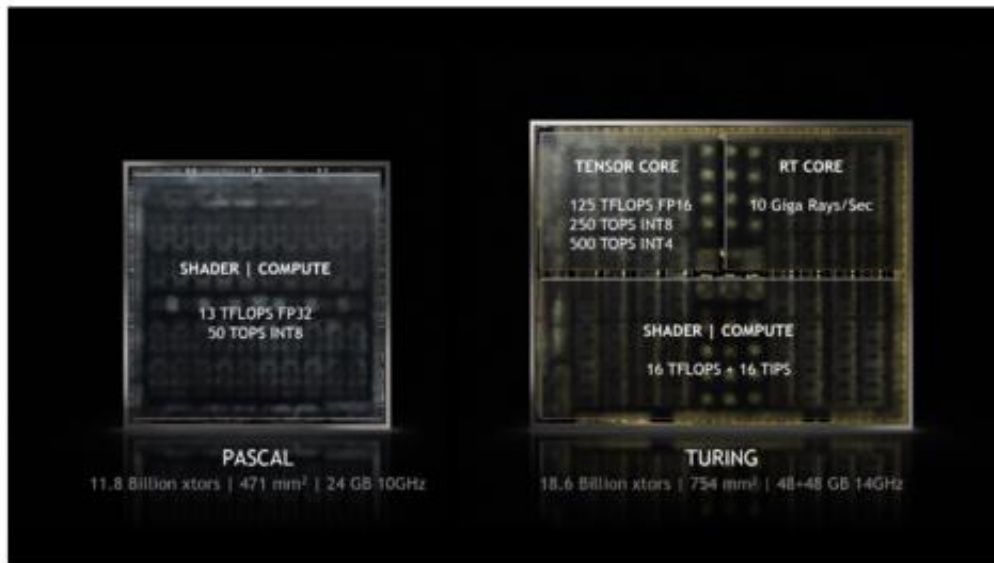 SHADER | COMPUTE
13 TFLOPS FP32
50 TOPS INT8
PASCAL
11.8 Billion xtors | 471 mm² | 24 GB 10GHz
TENSOR CORE
125 TFLOPS FP16
250 TOPS INT8
500 TOPS INT4
RT CORE
10 Giga Rays/Sec
SHADER | COMPUTE
16 TFLOPS + 16 TIPS
TURING
18.6 Billion xtors | 754 mm² | 48+48 GB 14GHz